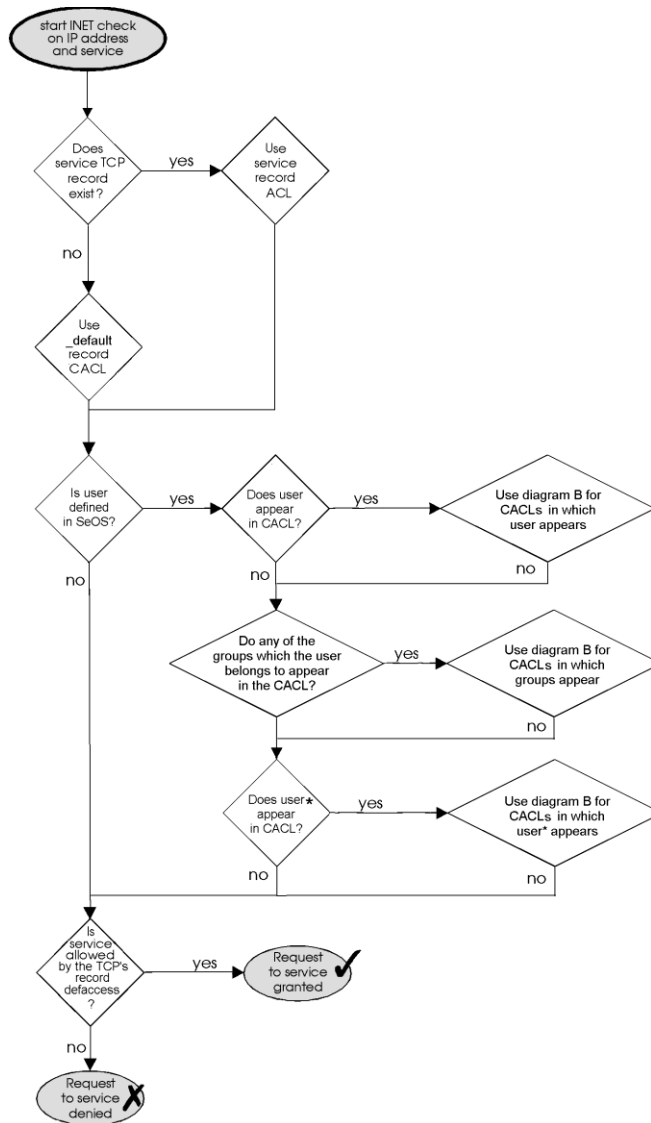 start INET check
on IP address
and service
Does
service TCP
record
exist?
yes
Use
service
record
ACL
no
Use
_default
record
CACL
Is user
defined
in SeOS?
yes
Does user
appear
in CACL?
yes
Use diagram B for
CACLs in which
user appears
no
no
no
Do any of the
groups which the user
belongs to appear
in the CACL?
yes
Use diagram B for
CACLs in which
groups appear
no
no
Does user*
appear
in CACL?
yes
Use diagram B for
CACLs in which
user* appears
no
no
Is
service
allowed
by the TCP's
record
defaccess
?
yes
Request
to service
granted
no
Request
to service
denied